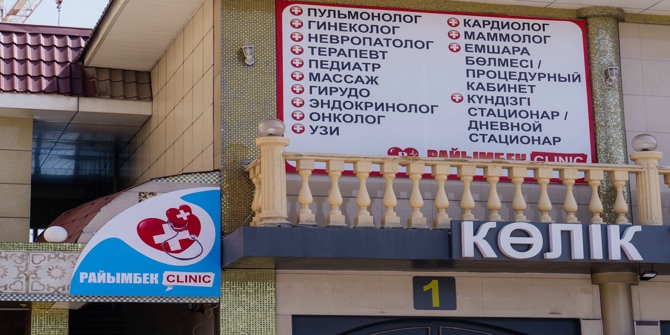 ПУЛЬМОНОЛОГ
ГИНЕКОЛОГ
НЕВРОПАТОЛОГ
ТЕРАПЕВТ
ПЕДИАТР
МАССАЖ
ГИРУДО
ЭНДОКРИНОЛОГ
ОНКОЛОГ
УЗИ
КАРДИОЛОГ
МАММОЛОГ
ЕМШАРА
БӨЛМЕСІ /
ПРОЦЕДУРНЫЙ
КАБИНЕТ
КҮНДІЗГІ
СТАЦИОНАР /
ДНЕВНОЙ
СТАЦИОНАР
РАЙЫМБЕК CLINIC
РАЙЫМБЕК CLINIC
КӨЛІК
1